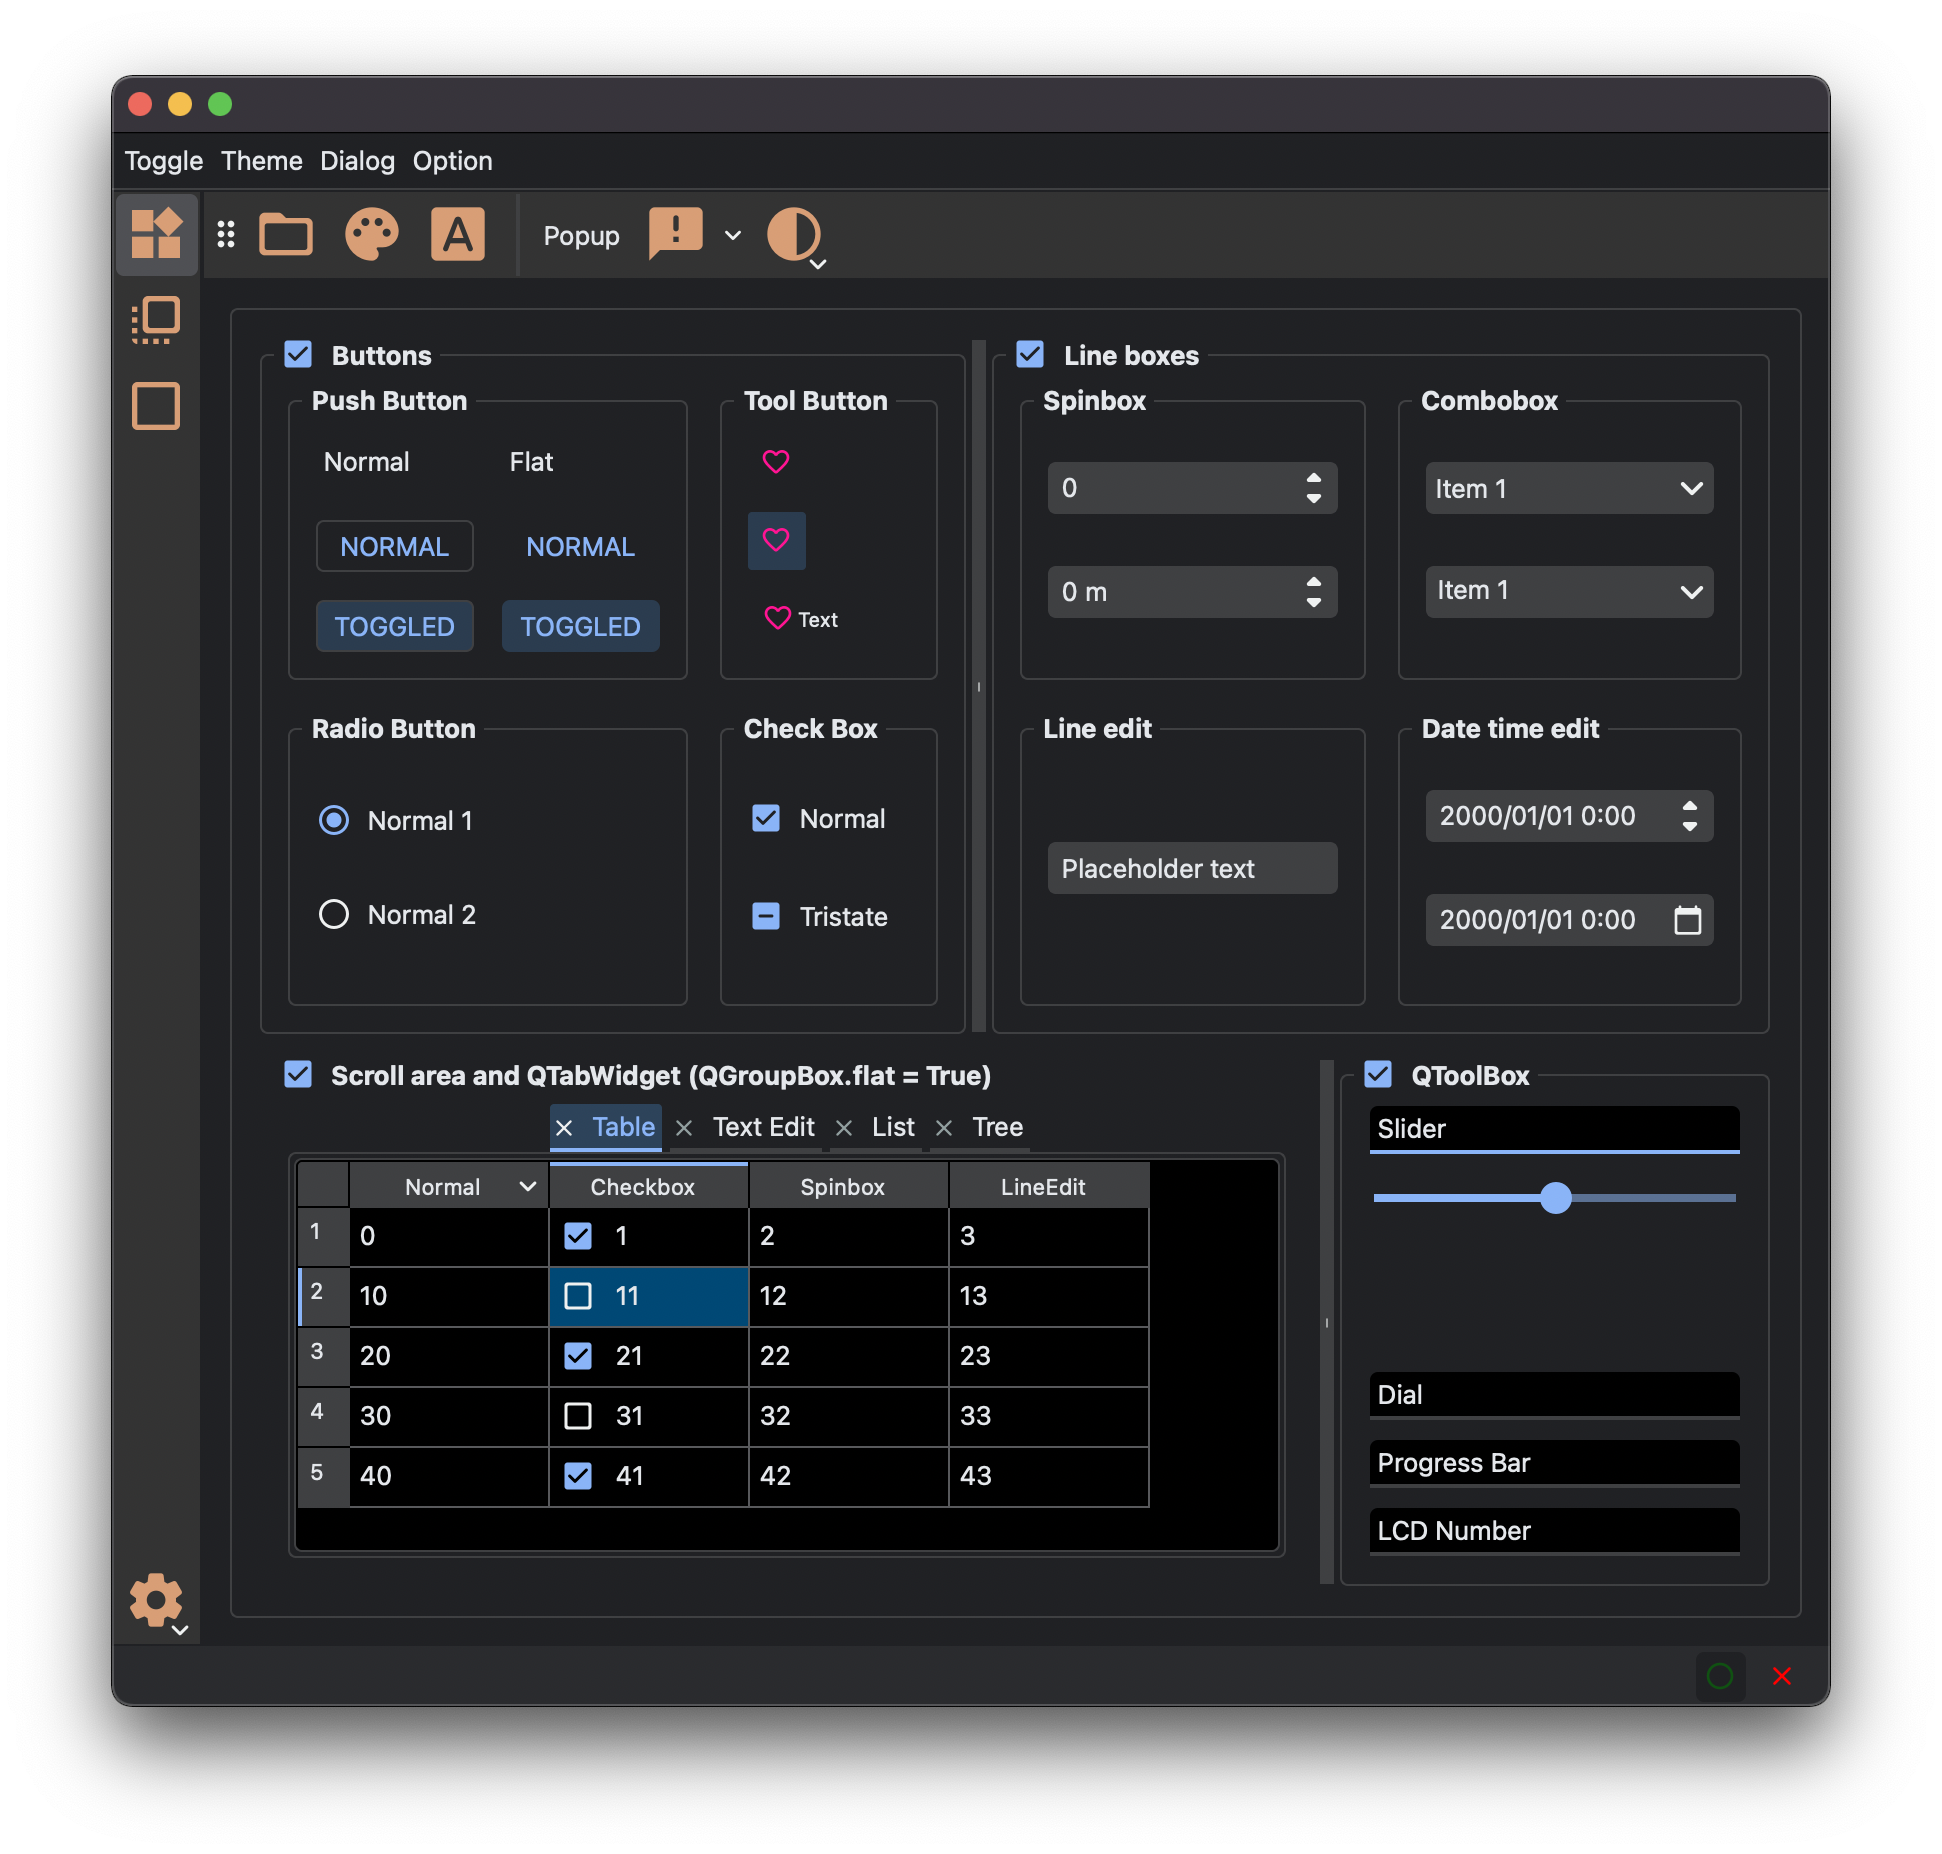 Toggle Theme Dialog Option
Popup
Buttons
Push Button
Normal Flat
NORMAL NORMAL
TOGGLED TOGGLED
Tool Button
Text
Radio Button
Normal 1
Normal 2
Check Box
Normal
Tristate
Line boxes
Spinbox
0
0 m
Combobox
Item 1
Item 1
Line edit
Placeholder text
Date time edit
2000/01/01 0:00
2000/01/01 0:00
Scroll area and QTabWidget (QGroupBox.flat = True)
Table Text Edit List Tree
Normal Checkbox Spinbox LineEdit
1 0 1 2 3
2 10 11 12 13
3 20 21 22 23
4 30 31 32 33
5 40 41 42 43
QToolBox
Slider
Dial
Progress Bar
LCD Number